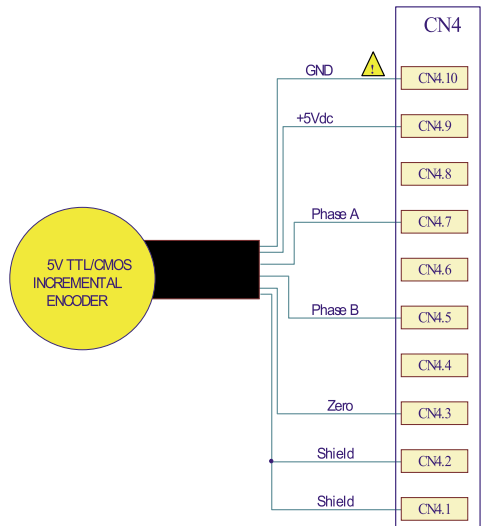 CN4
GND
!
CN4.10
+5Vdc
CN4.9
CN4.8
Phase A
CN4.7
5V TTL/CMOS
INCREMENTAL
ENCODER
CN4.6
Phase B
CN4.5
CN4.4
Zero
CN4.3
Shield
CN4.2
Shield
CN4.1